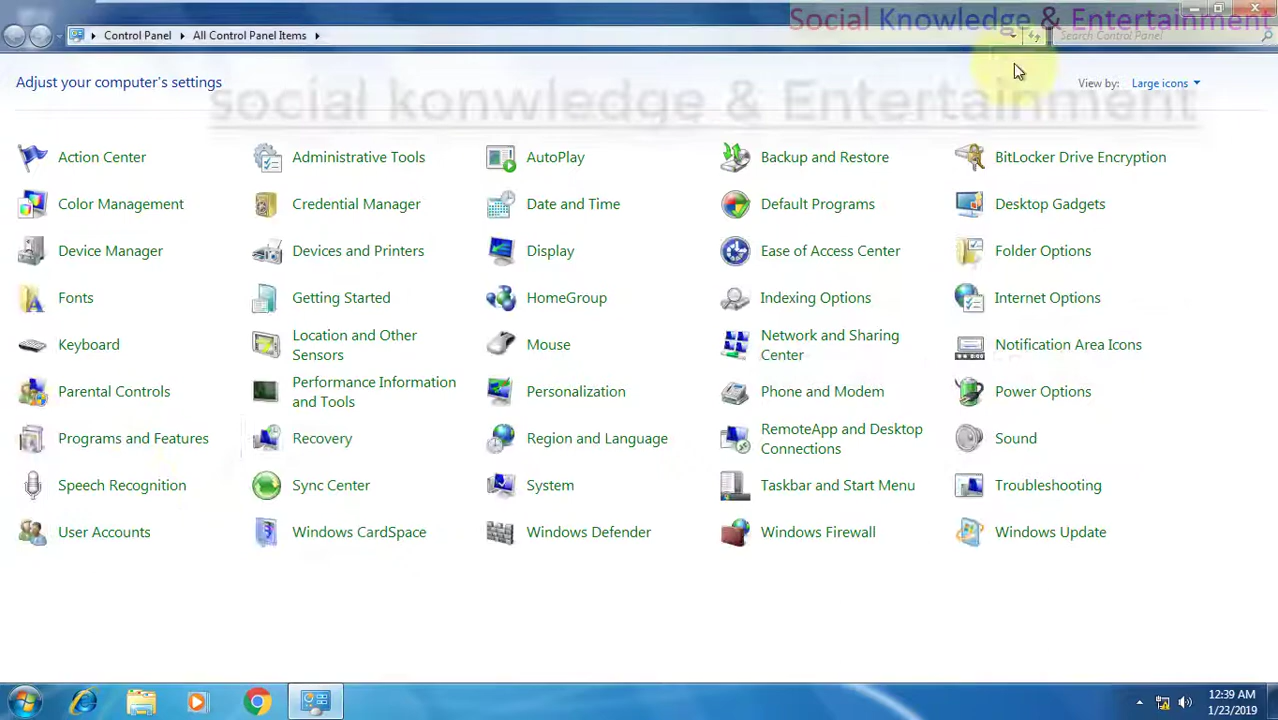 Social Knowledge & Entertainment
Control Panel
All Control Panel Items
Search Control Panel
Adjust your computer's settings
View by:
Large icons
social konwledge & Entertainment
Action Center
Administrative Tools
AutoPlay
Backup and Restore
BitLocker Drive Encryption
Color Management
Credential Manager
Date and Time
Default Programs
Desktop Gadgets
Device Manager
Devices and Printers
Display
Ease of Access Center
Folder Options
Fonts
Getting Started
HomeGroup
Indexing Options
Internet Options
Keyboard
Location and Other
Sensors
Mouse
Network and Sharing
Center
Notification Area Icons
Parental Controls
Performance Information
and Tools
Personalization
Phone and Modem
Power Options
Programs and Features
Recovery
Region and Language
RemoteApp and Desktop
Connections
Sound
Speech Recognition
Sync Center
System
Taskbar and Start Menu
Troubleshooting
User Accounts
Windows CardSpace
Windows Defender
Windows Firewall
Windows Update
12:39 AM
1/23/2019